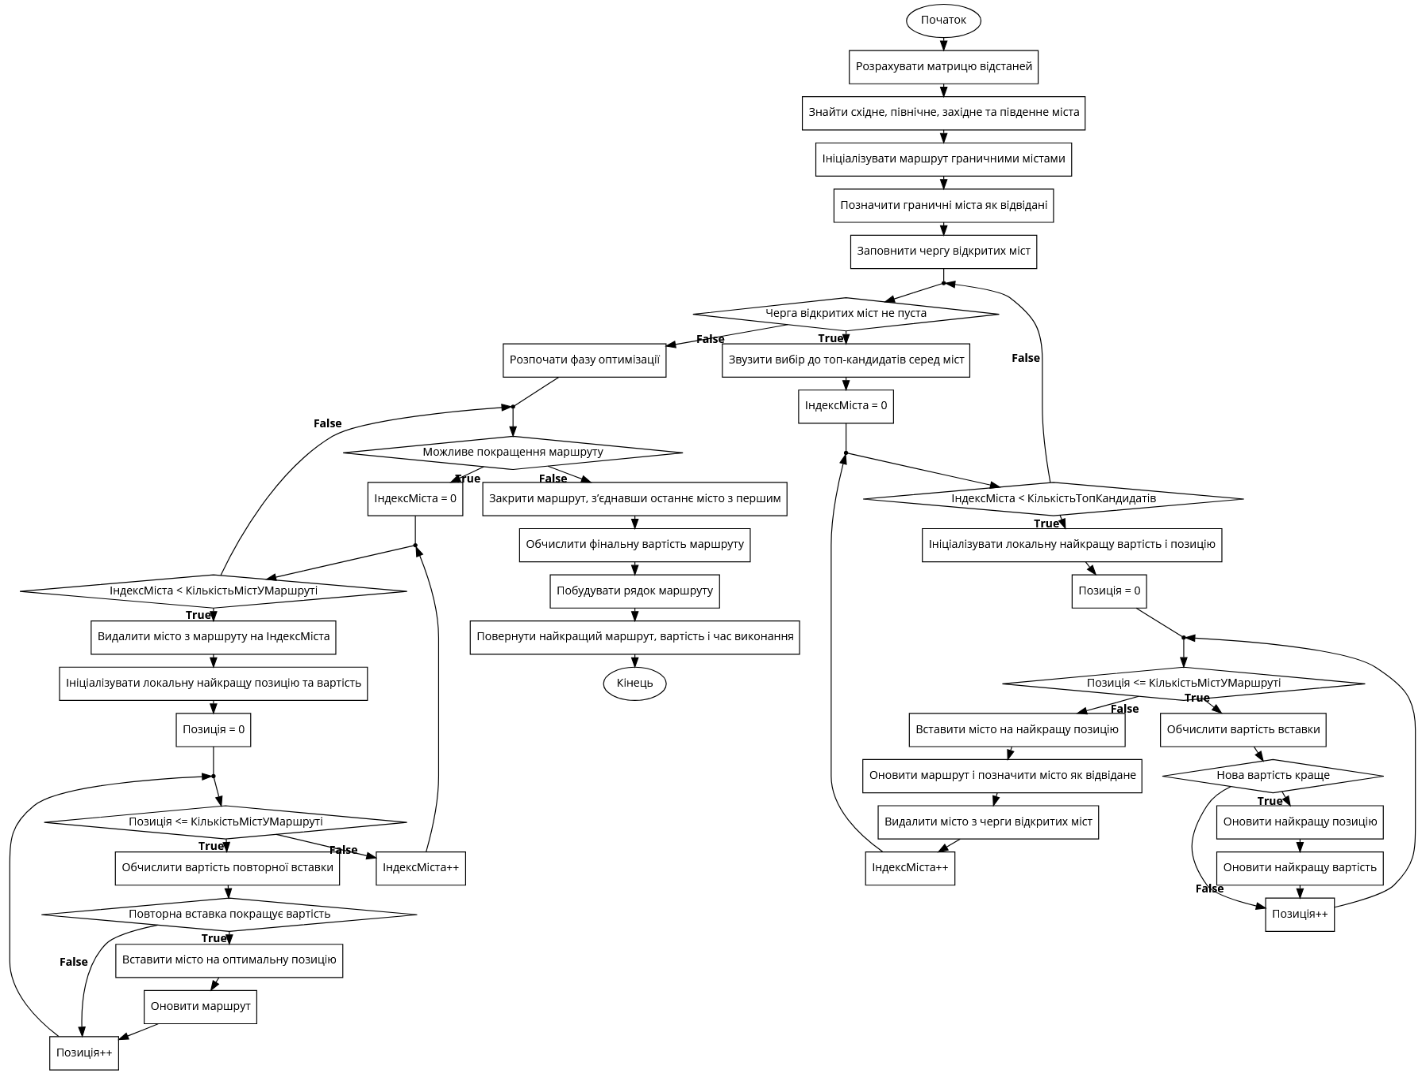 Початок
Розрахувати матрицю відстаней
Знайти східне, північне, західне та південне міста
Ініціалізувати маршрут граничними містами
Позначити граничні міста як відвідані
Заповнити чергу відкритих міст
Черга відкритих міст не пуста
False
True
False
Розпочати фазу оптимізації
Звузити вибір до топ-кандидатів серед міст
ІндексМіста = 0
False
Можливе покращення маршруту
True
False
ІндексМіста = 0
Закрити маршрут, з’єднавши останнє місто з першим
ІндексМіста < КількістьТопКандидатів
True
Обчислити фінальну вартість маршруту
Ініціалізувати локальну найкращу вартість і позицію
ІндексМіста < КількістьМістУМаршруті
Побудувати рядок маршруту
Позиція = 0
True
Видалити місто з маршруту на ІндексМіста
Повернути найкращий маршрут, вартість і час виконання
Ініціалізувати локальну найкращу позицію та вартість
Кінець
Позиція <= КількістьМістУМаршруті
True
False
Позиція = 0
Вставити місто на найкращу позицію
Обчислити вартість вставки
Оновити маршрут і позначити місто як відвідане
Нова вартість краще
True
Позиція <= КількістьМістУМаршруті
Видалити місто з черги відкритих міст
Оновити найкращу позицію
True
False
Обчислити вартість повторної вставки
ІндексМіста++
ІндексМіста++
Оновити найкращу вартість
False
Повторна вставка покращує вартість
Позиція++
True
False
Вставити місто на оптимальну позицію
Оновити маршрут
Позиція++